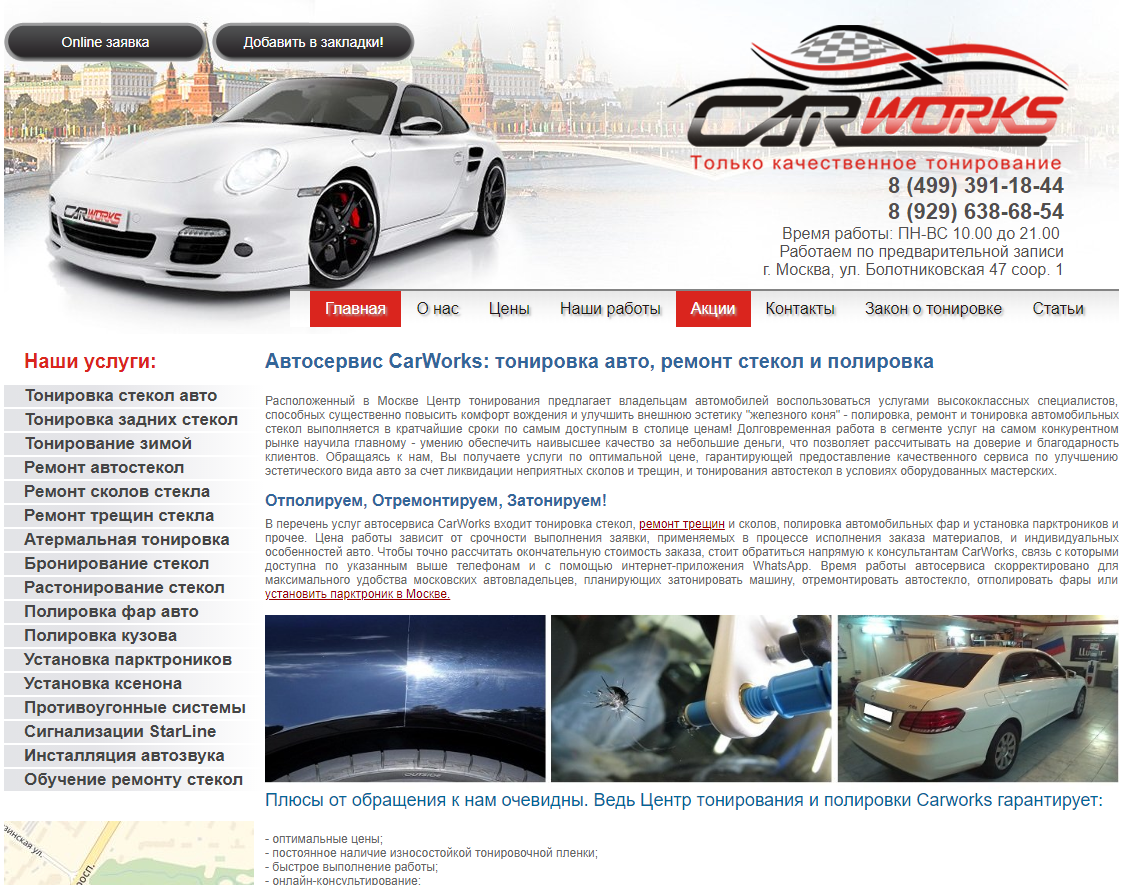 Online заявка
Добавить в закладки!
CARWORKS
Только качественное тонирование
8 (499) 391-18-44
8 (929) 638-68-54
Время работы: ПН-ВС 10.00 до 21.00
Работаем по предварительной записи
г. Москва, ул. Болотниковская 47 соор. 1
CARWORKS
Главная
О нас
Цены
Наши работы
Акции
Контакты
Закон о тонировке
Статьи
Наши услуги:
Тонировка стекол авто
Тонировка задних стекол
Тонирование зимой
Ремонт автостекол
Ремонт сколов стекла
Ремонт трещин стекла
Атермальная тонировка
Бронирование стекол
Растонирование стекол
Полировка фар авто
Полировка кузова
Установка парктроников
Установка ксенона
Противоугонные системы
Сигнализации StarLine
Инсталляция автозвука
Обучение ремонту стекол
Автосервис CarWorks: тонировка авто, ремонт стекол и полировка
Расположенный в Москве Центр тонирования предлагает владельцам автомобилей воспользоваться услугами высококлассных специалистов,
способных существенно повысить комфорт вождения и улучшить внешнюю эстетику "железного коня" - полировка, ремонт и тонировка автомобильных
стекол выполняется в кратчайшие сроки по самым доступным в столице ценам! Долговременная работа в сегменте услуг на самом конкурентном
рынке научила главному - умению обеспечить наивысшее качество за небольшие деньги, что позволяет рассчитывать на доверие и благодарность
клиентов. Обращаясь к нам, Вы получаете услуги по оптимальной цене, гарантирующей предоставление качественного сервиса по улучшению
эстетического вида авто за счет ликвидации неприятных сколов и трещин, и тонирования автостекол в условиях оборудованных мастерских.
Отполируем, Отремонтируем, Затонируем!
В перечень услуг автосервиса CarWorks входит тонировка стекол, ремонт трещин и сколов, полировка автомобильных фар и установка парктроников и
прочее. Цена работы зависит от срочности выполнения заявки, применяемых в процессе исполнения заказа материалов, и индивидуальных
особенностей авто. Чтобы точно рассчитать окончательную стоимость заказа, стоит обратиться напрямую к консультантам CarWorks, связь с которыми
доступна по указанным выше телефонам и с помощью интернет-приложения WhatsApp. Время работы автосервиса скорректировано для
максимального удобства московских автовладельцев, планирующих затонировать машину, отремонтировать автостекло, отполировать фары или
установить парктроник в Москве.
OUTSIDE
Плюсы от обращения к нам очевидны. Ведь Центр тонирования и полировки Carworks гарантирует:
- оптимальные цены;
- постоянное наличие износостойкой тонировочной пленки;
- быстрое выполнение работы;
- онлайн-консультирование;